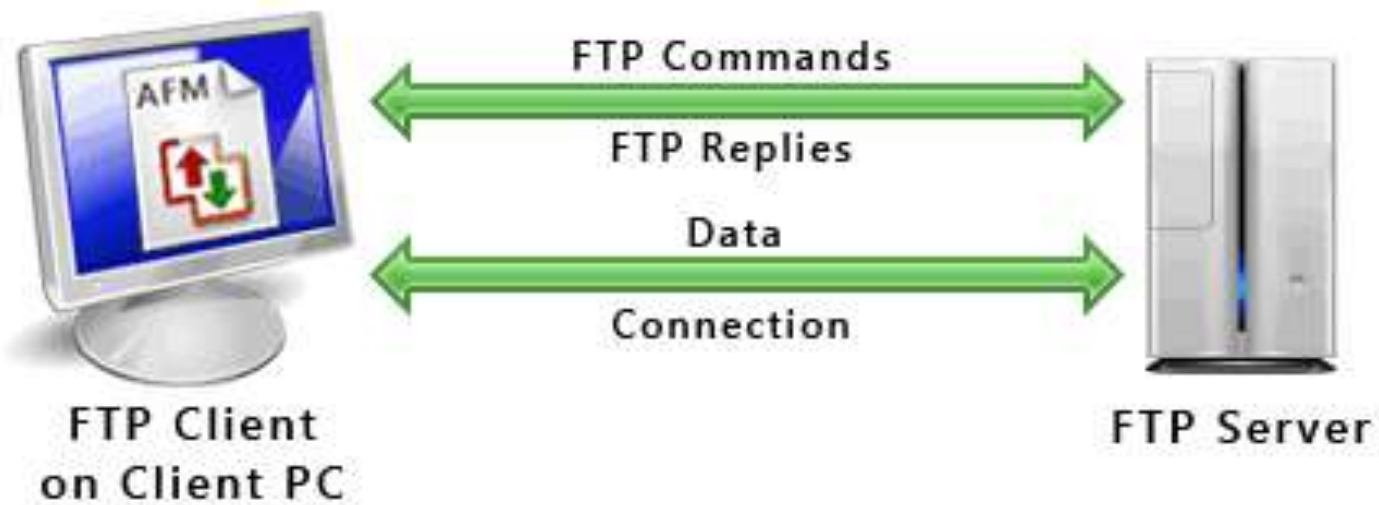 AFM
FTP Commands
FTP Replies
Data
Connection
FTP Client
on Client PC
FTP Server